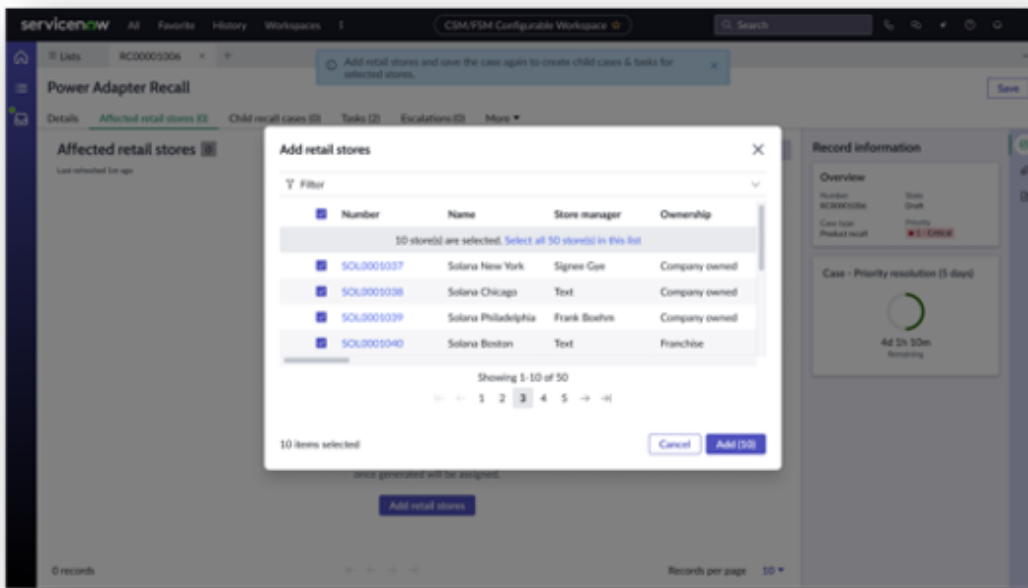 servicenow All Favorite History Workspaces CSM/FSM Configurable Workspace Search
Lists RC00001006
Add retail stores and save the case again to create child cases & tasks for
selected stores.
Power Adapter Recall Save
Details Affected retail stores (0) Child recall cases (0) Tasks (2) Escalations (0) More
Affected retail stores 0
Last refreshed 1m ago
Add retail stores
Filter
Number Name Store manager Ownership
10 store(s) are selected. Select all 50 store(s) in this list
SOL0001037 Solana New York Signee Gye Company owned
SOL0001038 Solana Chicago Text Company owned
SOL0001039 Solana Philadelphia Frank Boehm Company owned
SOL0001040 Solana Boston Text Franchise
Showing 1-10 of 50
1 2 3 4 5
10 items selected Cancel Add (10)
once generated will be assigned.
Add retail stores
0 records Records per page 10
Record information
Overview
Number State
RC00001006 Draft
Case type Priority
Product recall 1 - Critical
Case - Priority resolution (5 days)
4d 1h 10m
Remaining